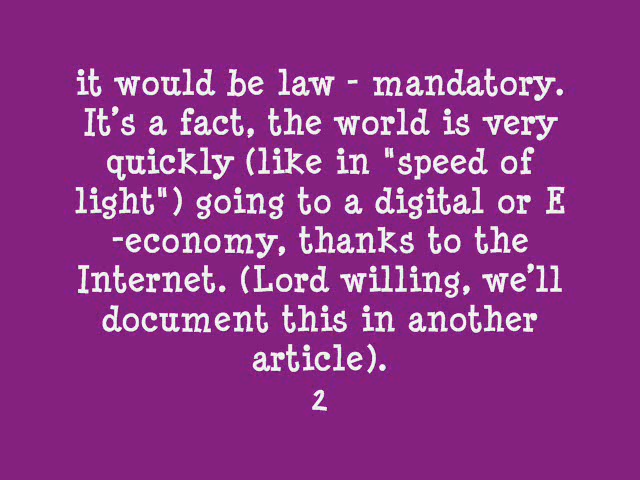 it would be law - mandatory.
It's a fact, the world is very
quickly (like in "speed of
light") going to a digital or E
-economy, thanks to the
Internet. (Lord willing, we'll
document this in another
article).
2